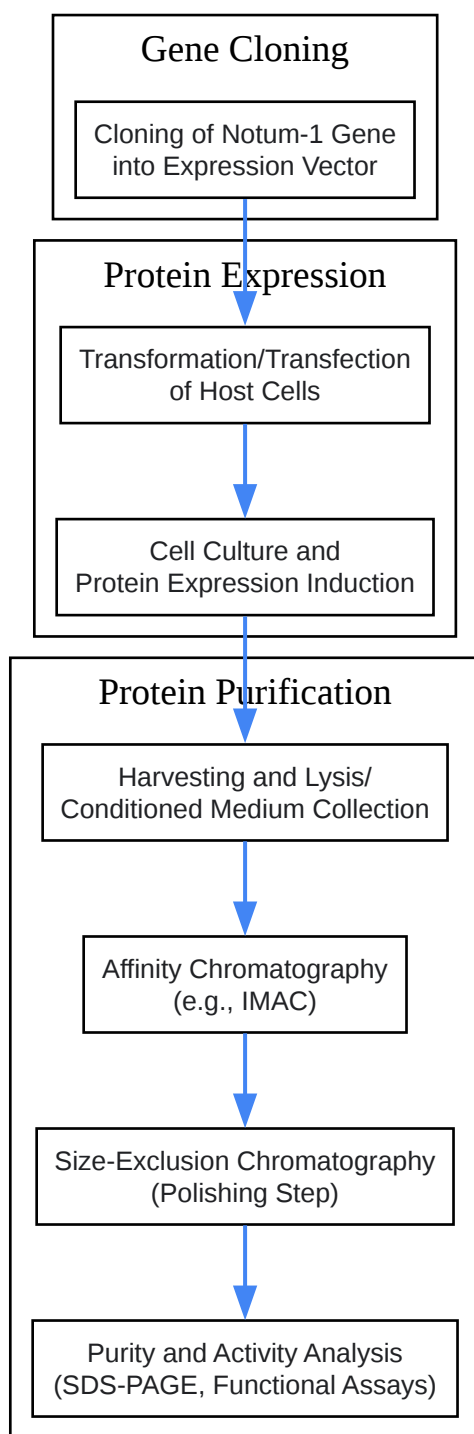 Gene Cloning
Cloning of Notum-1 Gene
into Expression Vector
Protein Expression
Transformation/Transfection
of Host Cells
Cell Culture and
Protein Expression Induction
Protein Purification
Harvesting and Lysis/
Conditioned Medium Collection
Affinity Chromatography
(e.g., IMAC)
Size-Exclusion Chromatography
(Polishing Step)
Purity and Activity Analysis
(SDS-PAGE, Functional Assays)